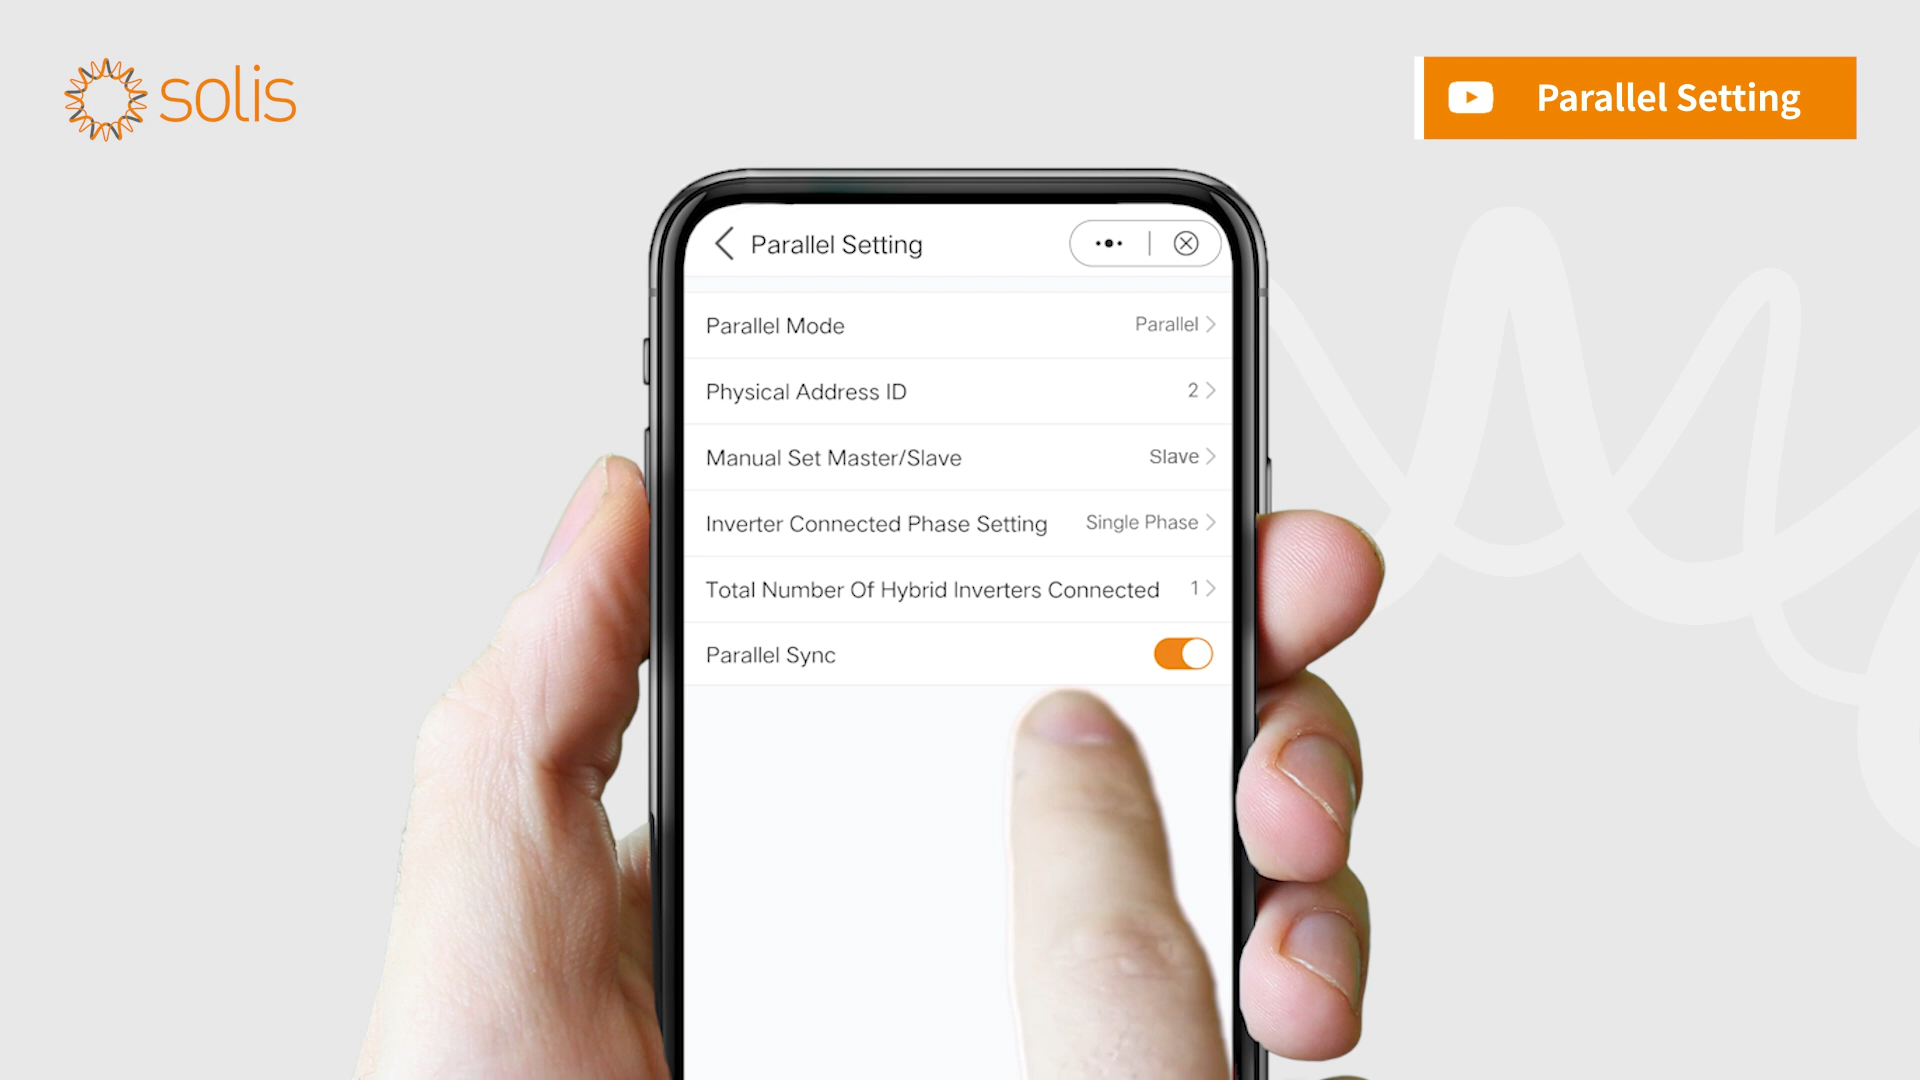 solis
Parallel Setting
Parallel Setting
Parallel Mode Parallel
Physical Address ID 2
Manual Set Master/Slave Slave
Inverter Connected Phase Setting Single Phase
Total Number Of Hybrid Inverters Connected 1
Parallel Sync